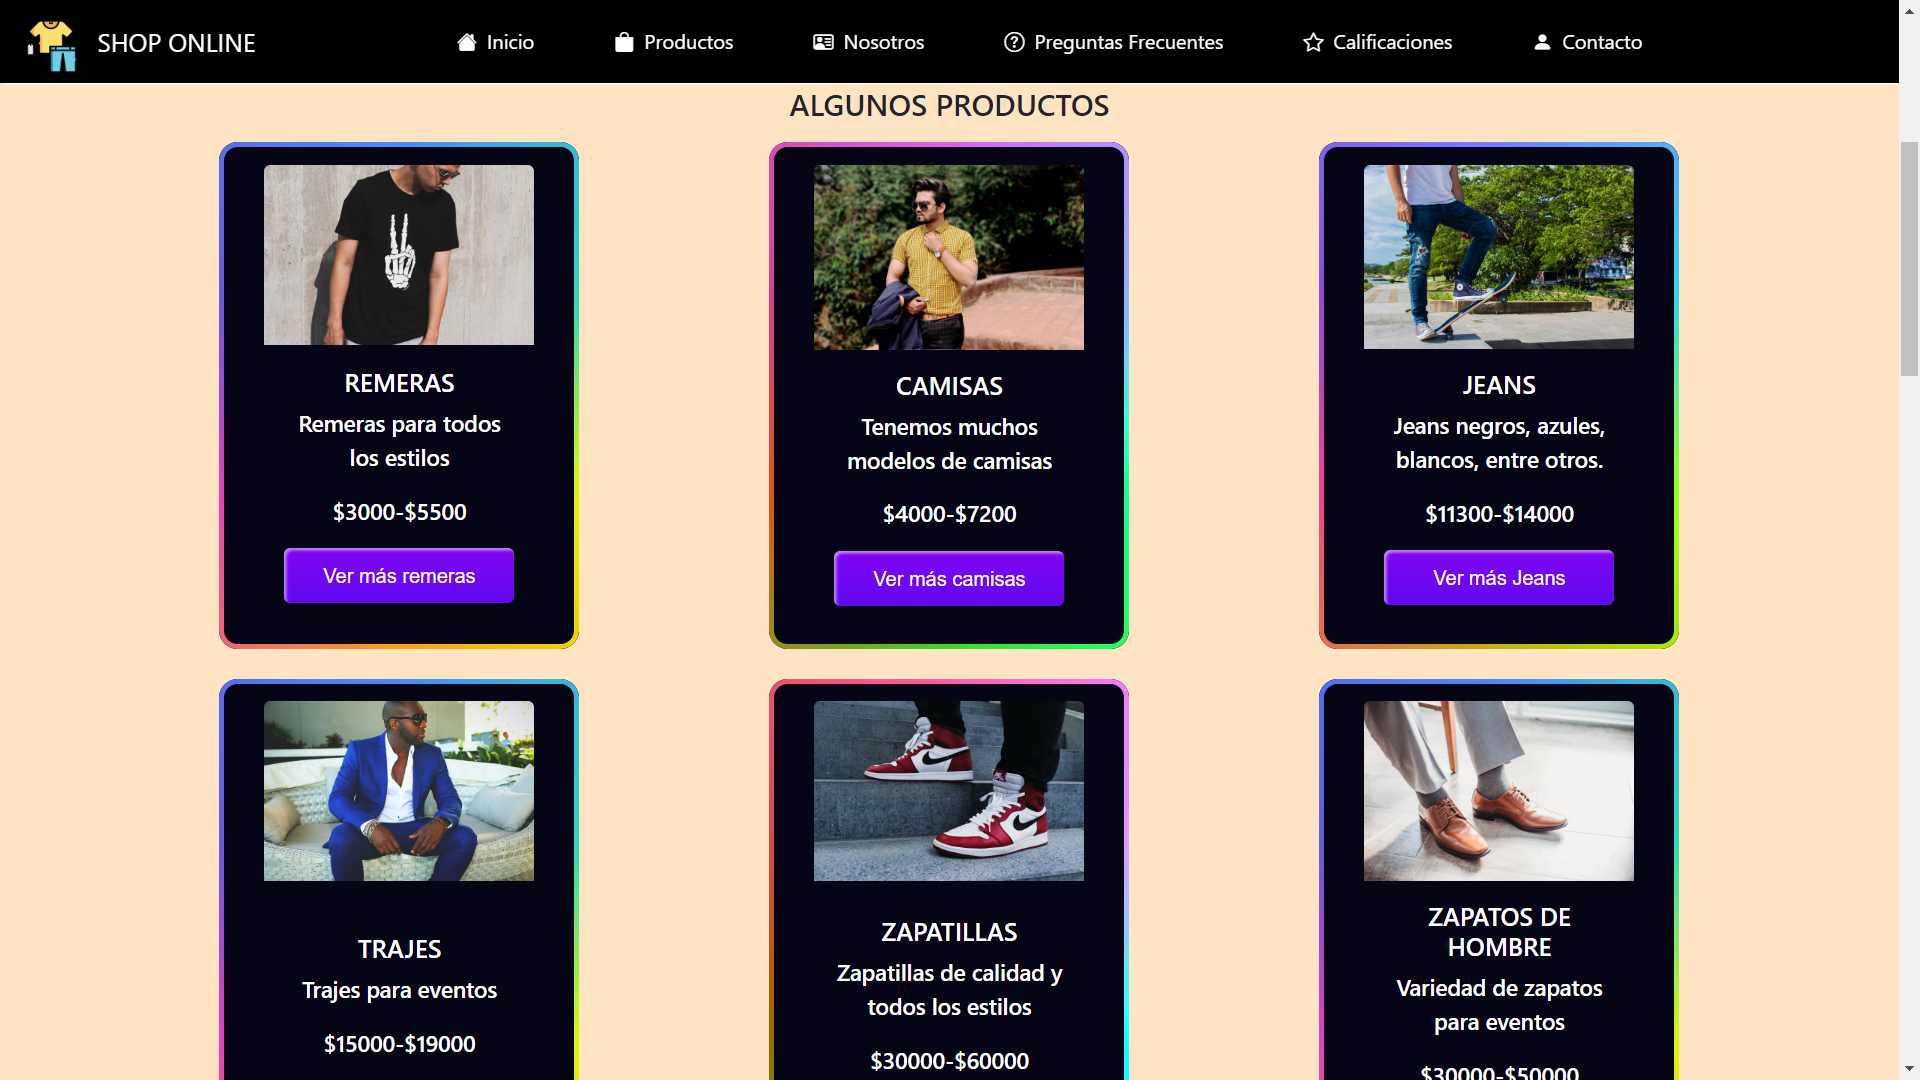 SHOP ONLINE
Inicio
Productos
Nosotros
Preguntas Frecuentes
Calificaciones
Contacto
ALGUNOS PRODUCTOS
REMERAS
Remeras para todos
los estilos
$3000-$5500
Ver más remeras
CAMISAS
Tenemos muchos
modelos de camisas
$4000-$7200
Ver más camisas
JEANS
Jeans negros, azules,
blancos, entre otros.
$11300-$14000
Ver más Jeans
TRAJES
Trajes para eventos
$15000-$19000
ZAPATILLAS
Zapatillas de calidad y
todos los estilos
$30000-$60000
ZAPATOS DE
HOMBRE
Variedad de zapatos
para eventos
$30000-$50000